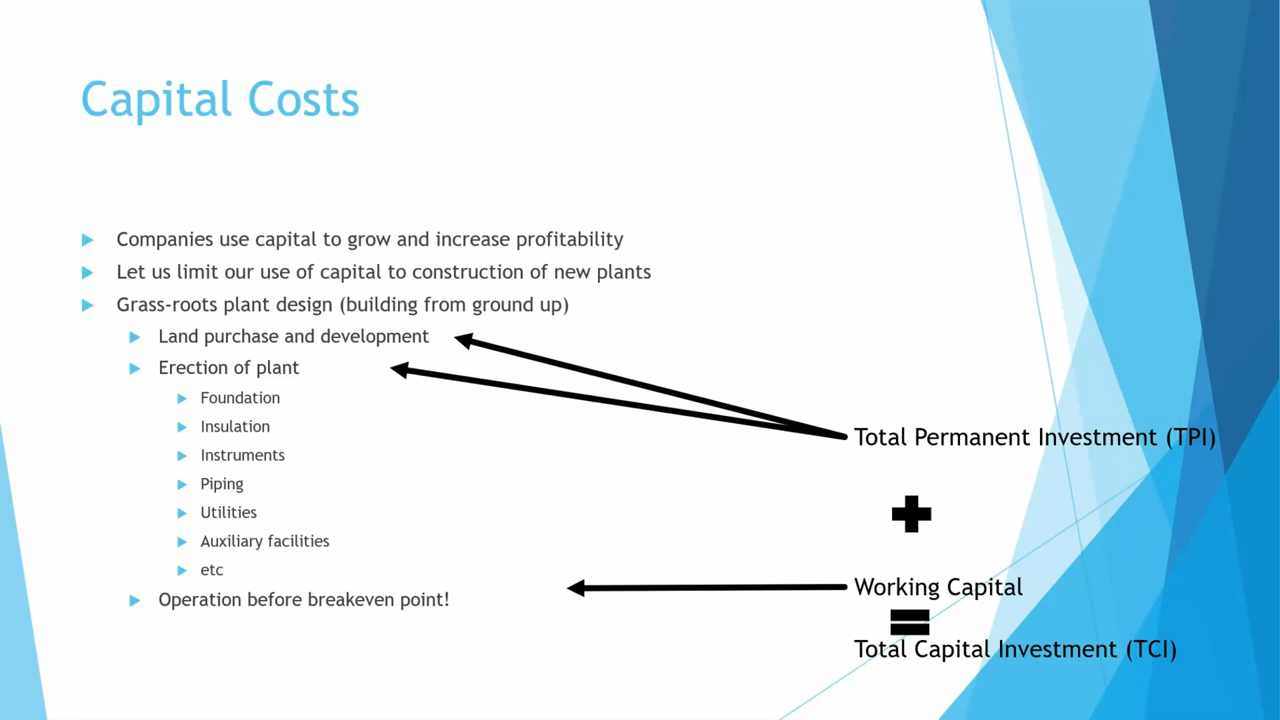 Capital Costs
Companies use capital to grow and increase profitability
Let us limit our use of capital to construction of new plants
Grass-roots plant design (building from ground up)
Land purchase and development
Erection of plant
Foundation
Insulation
Instruments
Piping
Utilities
Auxiliary facilities
etc
Operation before breakeven point!
Total Permanent Investment (TPI)
+
Working Capital
=
Total Capital Investment (TCI)